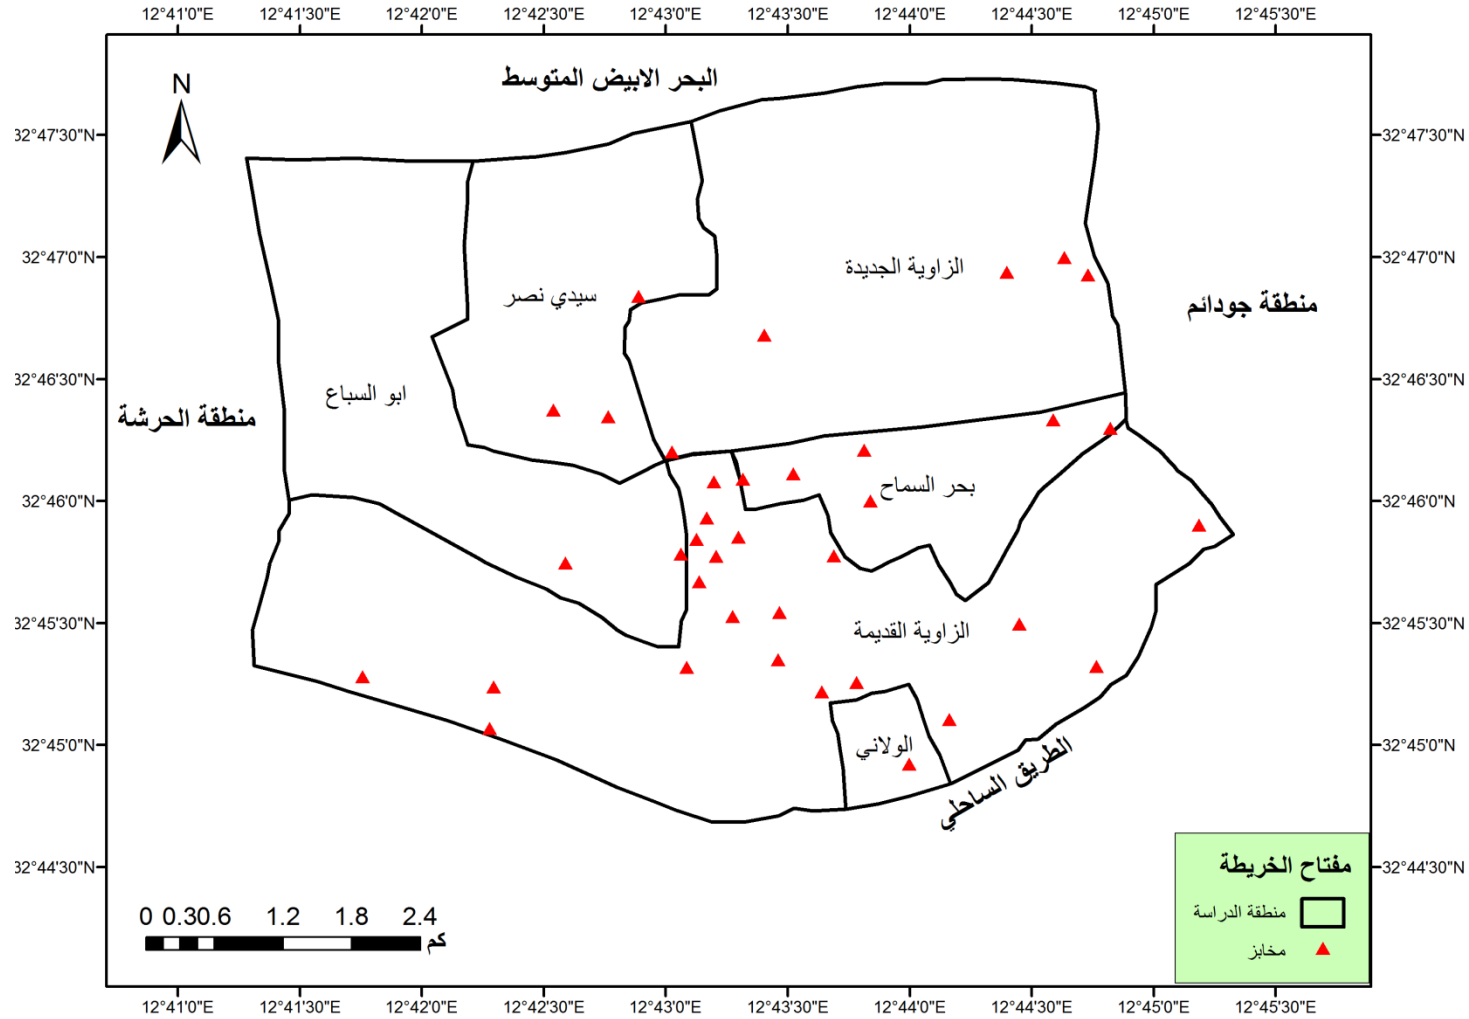 12°41'0"E 12°41'30"E 12°42'0"E 12°42'30"E 12°43'0"E 12°43'30"E 12°44'0"E 12°44'30"E 12°45'0"E 12°45'30"E
البحر الابيض المتوسط
N
32°47'30"N 32°47'30"N
32°47'0"N 32°47'0"N
الزاوية الجديدة
سيدي نصر
منطقة جودائم
32°46'30"N 32°46'30"N
ابو السباع
منطقة الحرشة
بحر السماح
32°46'0"N 32°46'0"N
32°45'30"N 32°45'30"N
الزاوية القديمة
32°45'0"N 32°45'0"N
الولاني
الطريق الساحلي
32°44'30"N 32°44'30"N
مفتاح الخريطة
منطقة الدراسة
مخابز
0 0.3 0.6 1.2 1.8 2.4
كم
12°41'0"E 12°41'30"E 12°42'0"E 12°42'30"E 12°43'0"E 12°43'30"E 12°44'0"E 12°44'30"E 12°45'0"E 12°45'30"E